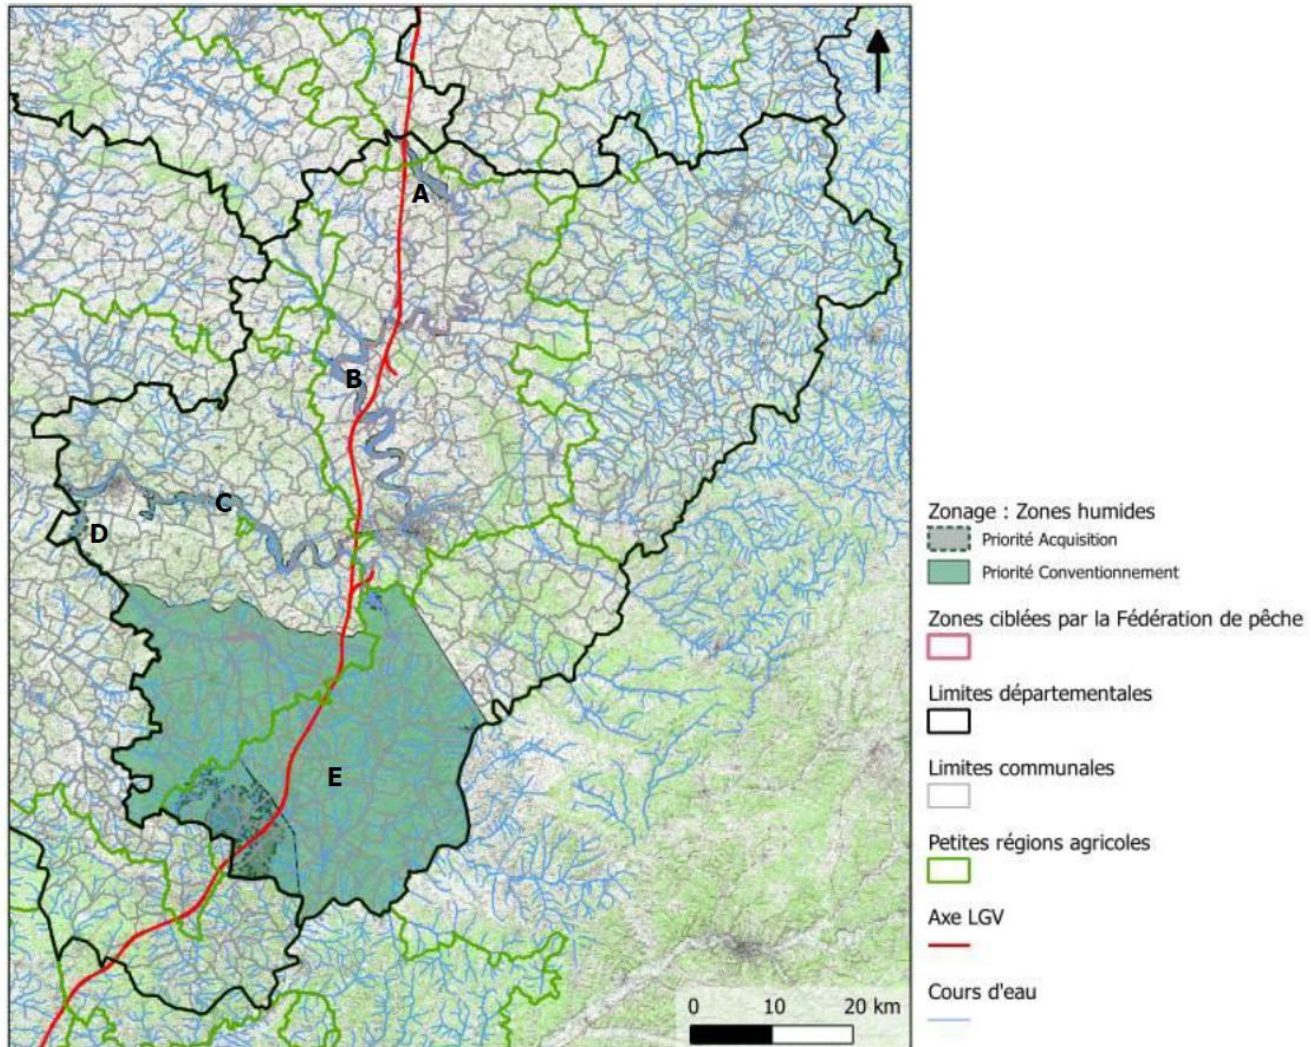 A
B
C
D
E
0 10 20 km
Zonage : Zones humides
Priorité Acquisition
Priorité Conventionnement
Zones ciblées par la Fédération de pêche
Limites départementales
Limites communales
Petites régions agricoles
Axe LGV
Cours d'eau